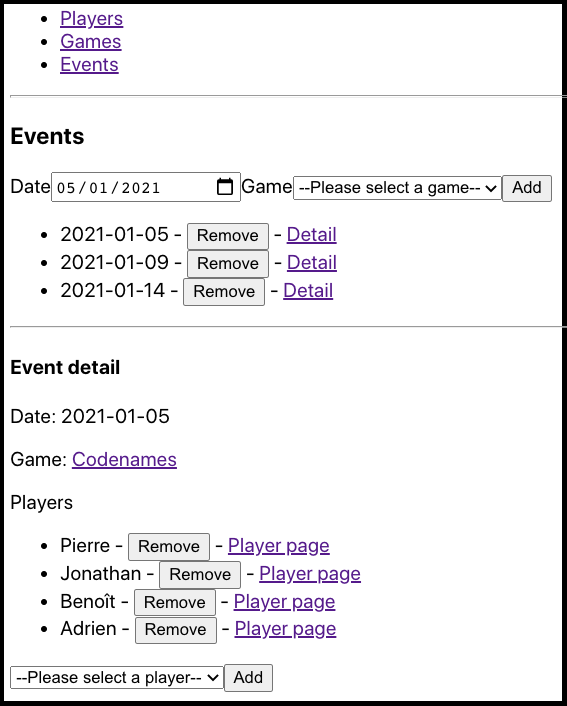 Players
Games
Events
Events
Date 05/01/2021 Game --Please select a game-- Add
2021-01-05 - Remove - Detail
2021-01-09 - Remove - Detail
2021-01-14 - Remove - Detail
Event detail
Date: 2021-01-05
Game: Codenames
Players
Pierre - Remove - Player page
Jonathan - Remove - Player page
Benoît - Remove - Player page
Adrien - Remove - Player page
--Please select a player-- Add